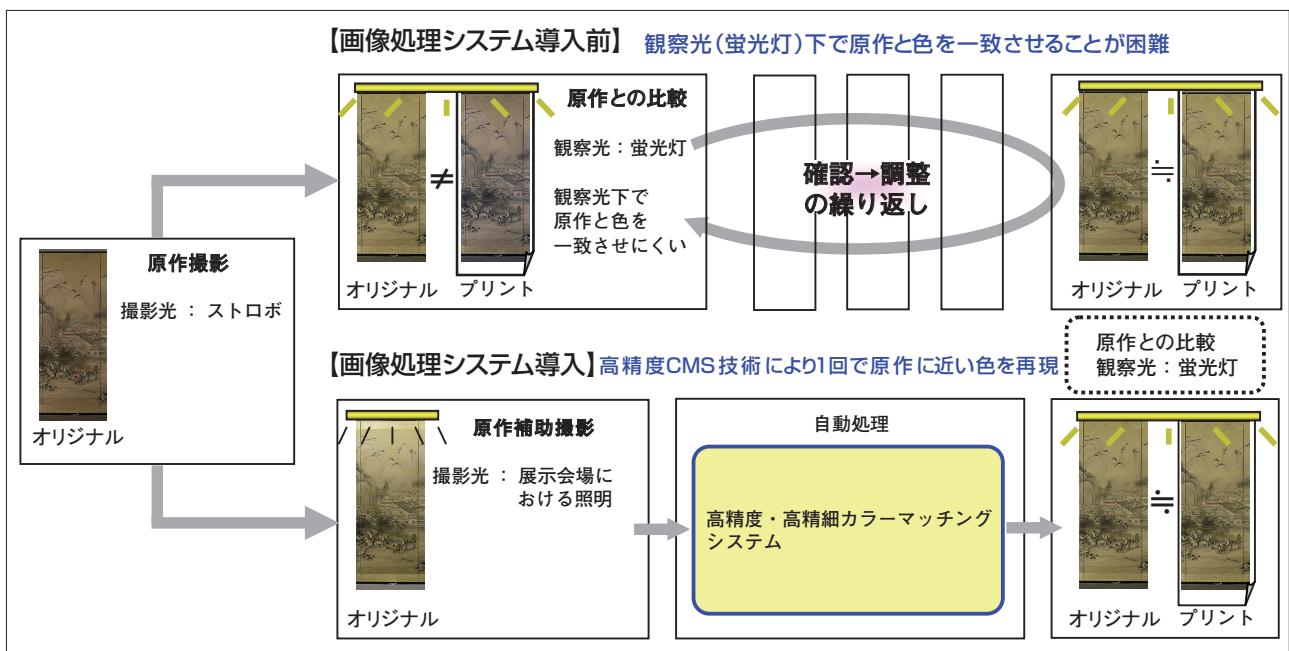 【画像処理システム導入前】 観察光(蛍光灯)下で原作と色を一致させることが困難
原作撮影
撮影光 : ストロボ
オリジナル
原作との比較
観察光:蛍光灯
観察光下で
原作と色を
一致させにくい
≠
オリジナル プリント
確認→調整
の繰り返し
≒
オリジナル プリント
原作との比較
観察光:蛍光灯
【画像処理システム導入】高精度CMS技術により1回で原作に近い色を再現
原作補助撮影
撮影光 : 展示会場に
おける照明
オリジナル
自動処理
高精度・高精細カラーマッチング
システム
≒
オリジナル プリント